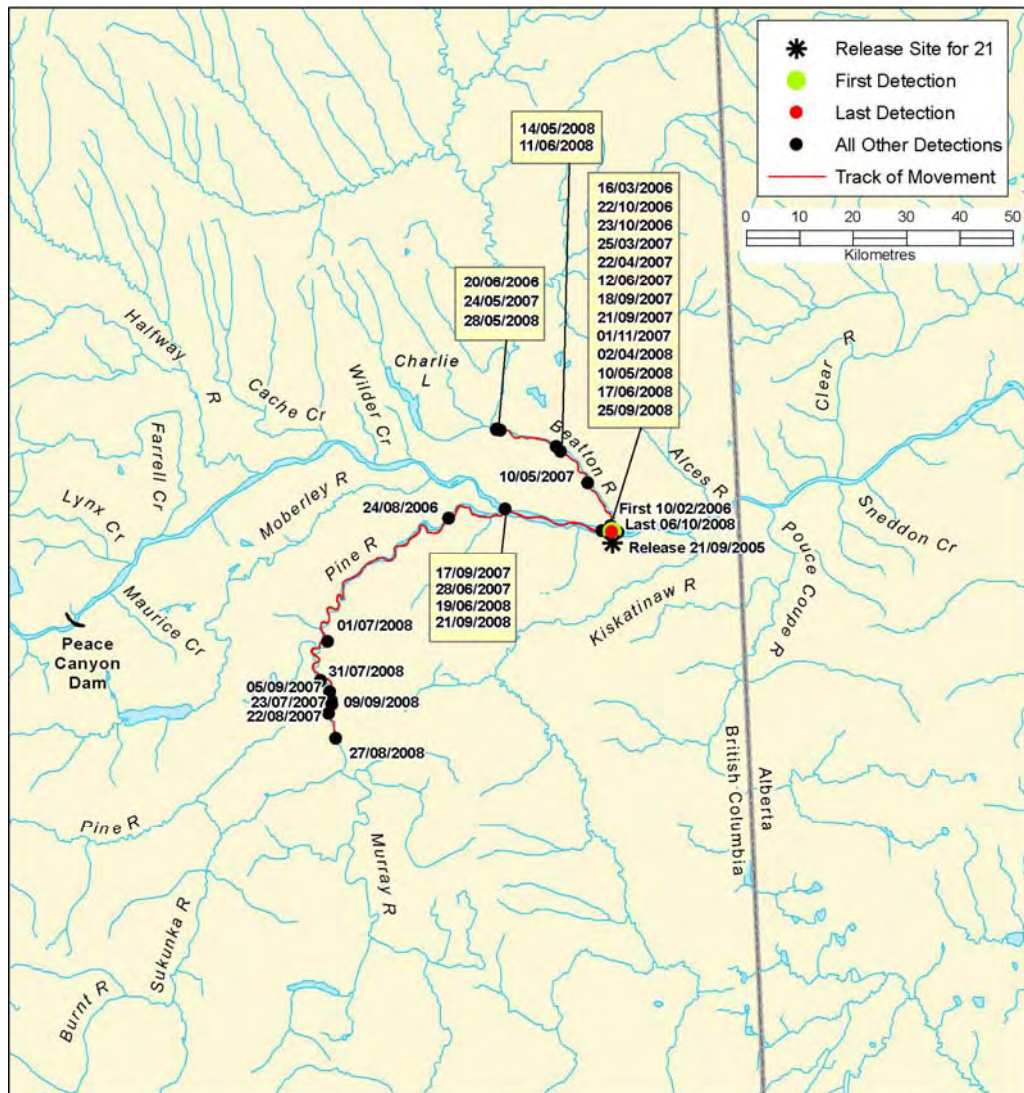 Release Site for 21
First Detection
Last Detection
All Other Detections
Track of Movement
0 10 20 30 40 50
Kilometres
14/05/2008
11/06/2008
16/03/2006
22/10/2006
23/10/2006
25/03/2007
22/04/2007
12/06/2007
18/09/2007
21/09/2007
01/11/2007
02/04/2008
10/05/2008
17/06/2008
25/09/2008
20/06/2006
24/05/2007
28/05/2008
Halfway R
Cache Cr
Wilder Cr
Charlie L
Beatton R
Clear R
Farrell Cr
Lynx Cr
Moberley R
Alces R
10/05/2007
24/08/2006
First 10/02/2006
Last 06/10/2008
Release 21/09/2005
Sneddon Cr
Pouce Coupe R
Pine R
Maurice Cr
17/09/2007
28/06/2007
19/06/2008
21/09/2008
Kiskatinaw R
Peace
Canyon
Dam
01/07/2008
31/07/2008
05/09/2007
23/07/2007
09/09/2008
22/08/2007
27/08/2008
British Columbia
Alberta
Pine R
Murray R
Sukunka R
Burnt R